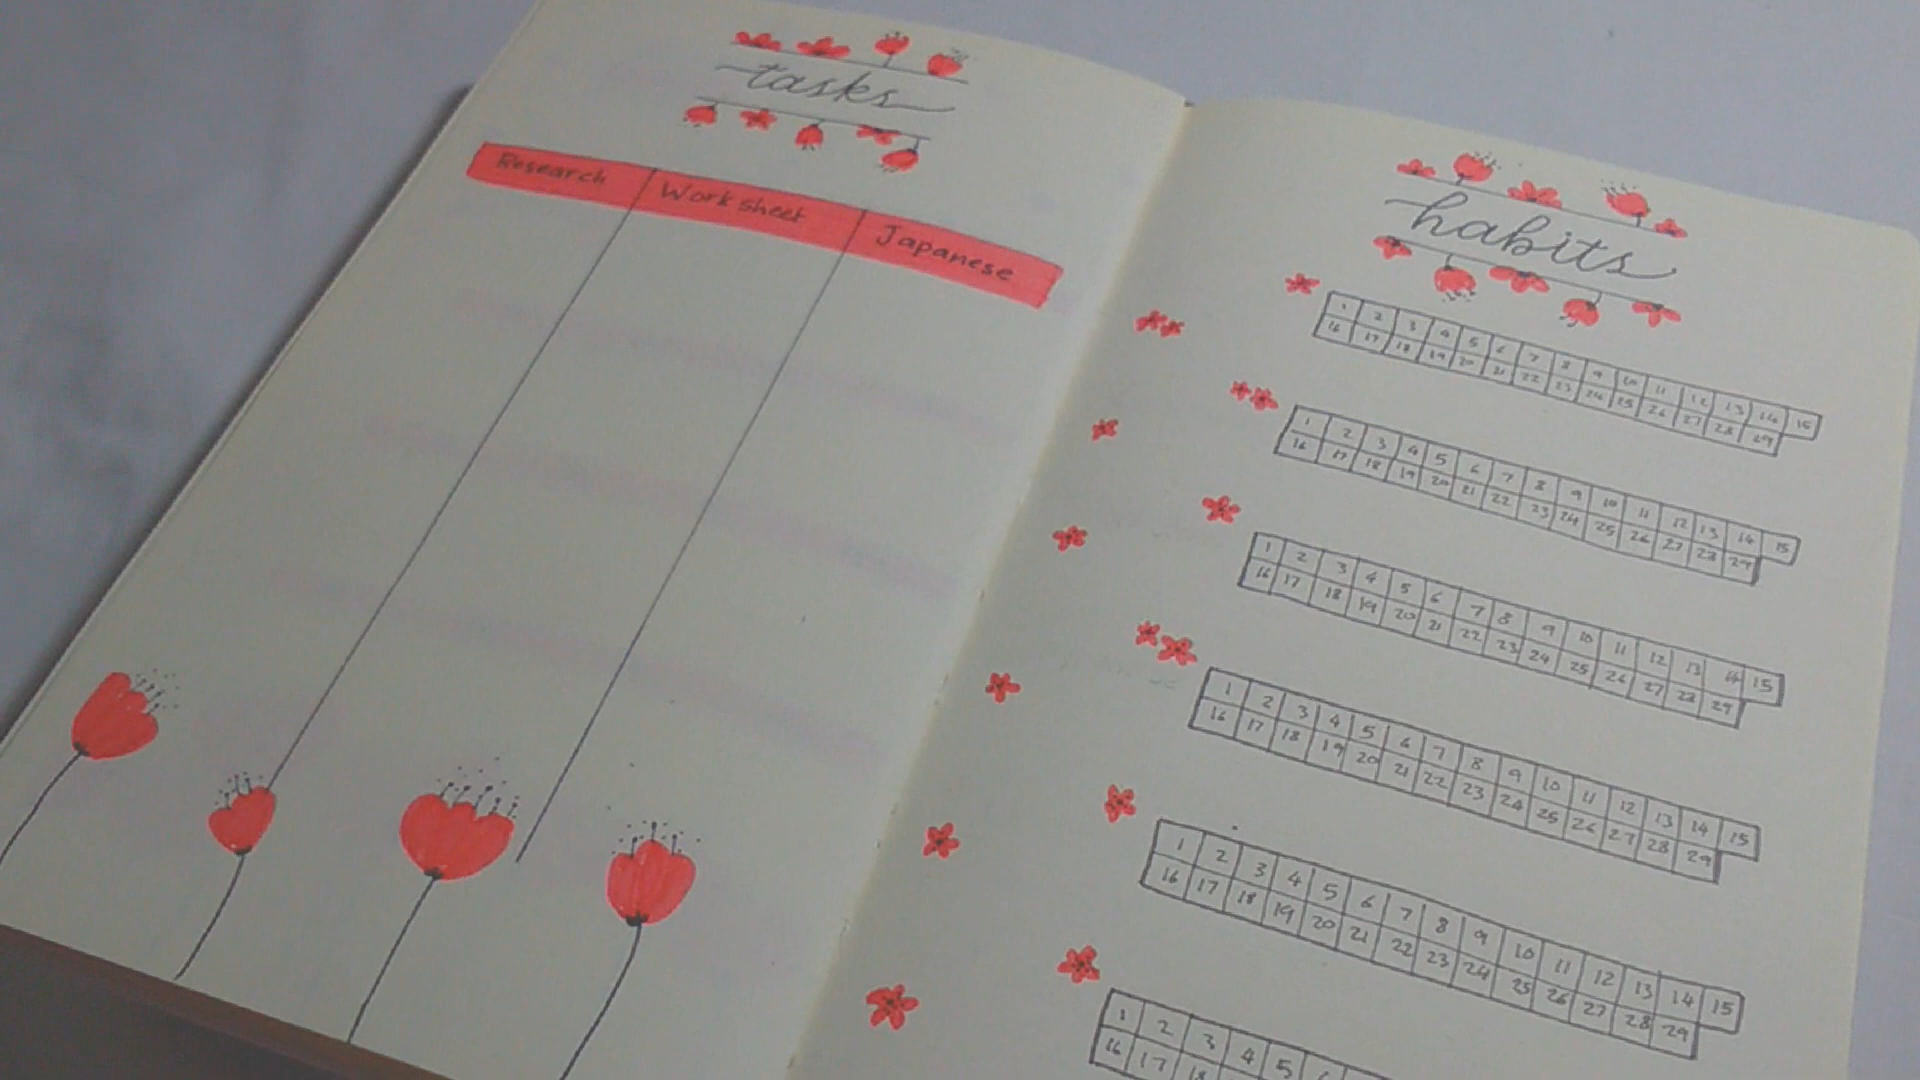 tasks
Research Work sheet Japanese
habits
1 2 3 4 5 6 7 8 9 10 11 12 13 14 15
16 17 18 19 20 21 22 23 24 25 26 27 28 29
1 2 3 4 5 6 7 8 9 10 11 12 13 14 15
16 17 18 19 20 21 22 23 24 25 26 27 28 29
1 2 3 4 5 6 7 8 9 10 11 12 13 14 15
16 17 18 19 20 21 22 23 24 25 26 27 28 29
1 2 3 4 5 6 7 8 9 10 11 12 13 14 15
16 17 18 19 20 21 22 23 24 25 26 27 28 29
1 2 3 4 5 6 7 8 9 10 11 12 13 14 15
16 17 18 19 20 21 22 23 24 25 26 27 28 29
1 2 3 4 5
16 17 18